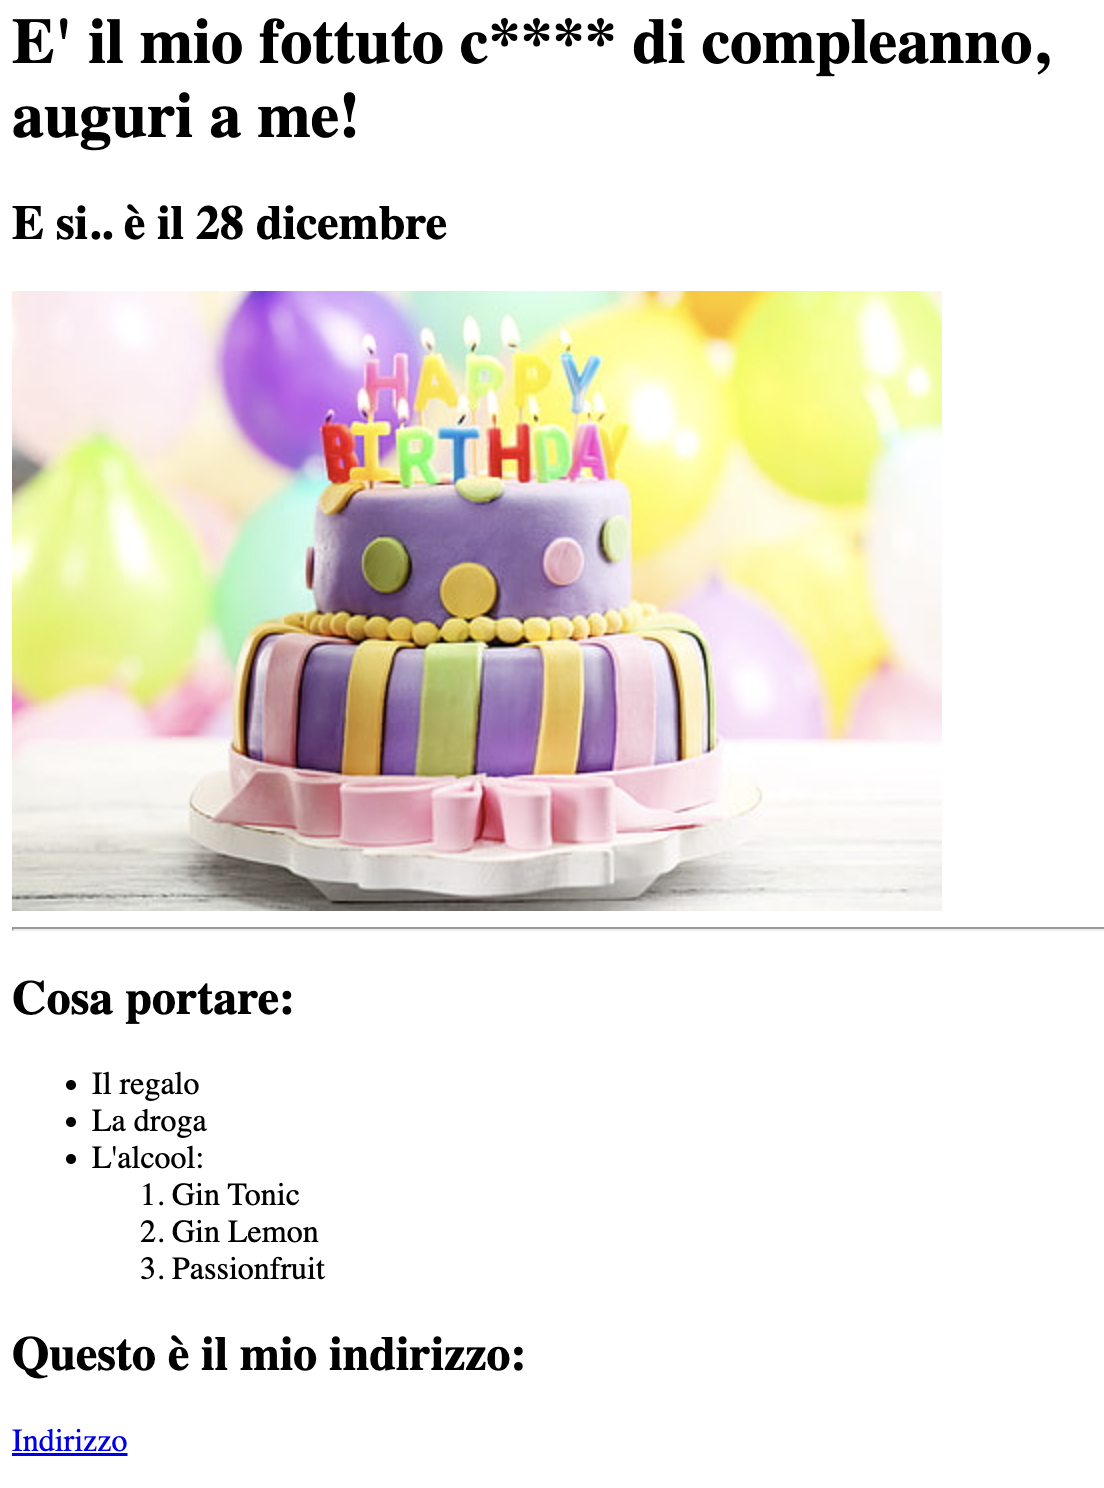 E' il mio fottuto c**** di compleanno,
auguri a me!
E si.. è il 28 dicembre
HAPPY
BIRTHDAY
Cosa portare:
Il regalo
La droga
L'alcool:
1. Gin Tonic
2. Gin Lemon
3. Passionfruit
Questo è il mio indirizzo:
Indirizzo